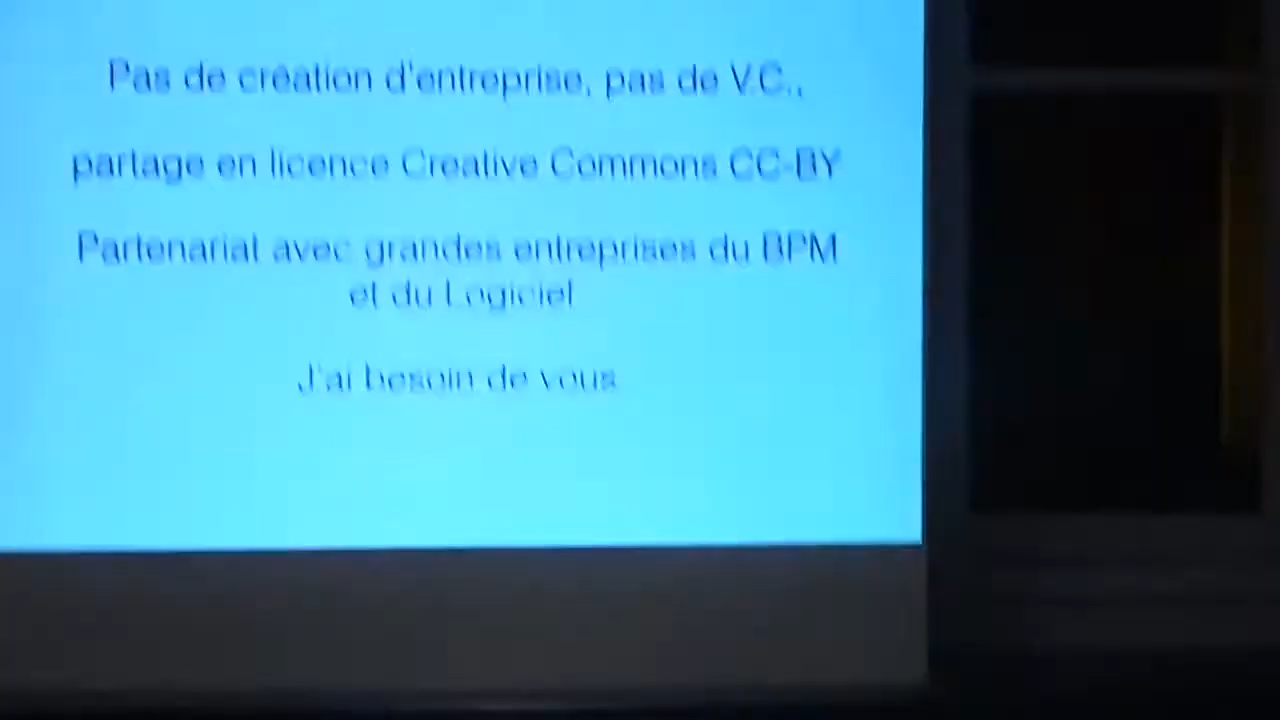 Pas de création d'entreprise, pas de V.C.,
partage en licence Creative Commons CC-BY
Partenariat avec grandes entreprises du BPM
et du Logiciel
J'ai besoin de vous